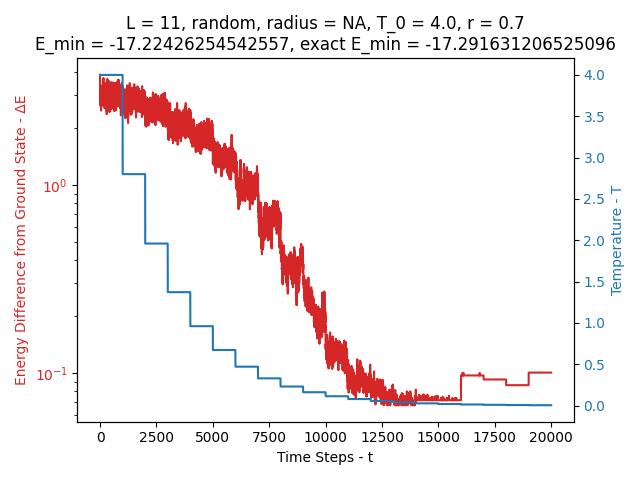 L = 11, random, radius = NA, T_0 = 4.0, r = 0.7
E_min = -17.22426254542557, exact E_min = -17.291631206525096
Energy Difference from Ground State - ΔE
10⁰
10⁻¹
4.0
3.5
3.0
2.5
2.0
1.5
1.0
0.5
0.0
Temperature - T
0 2500 5000 7500 10000 12500 15000 17500 20000
Time Steps - t